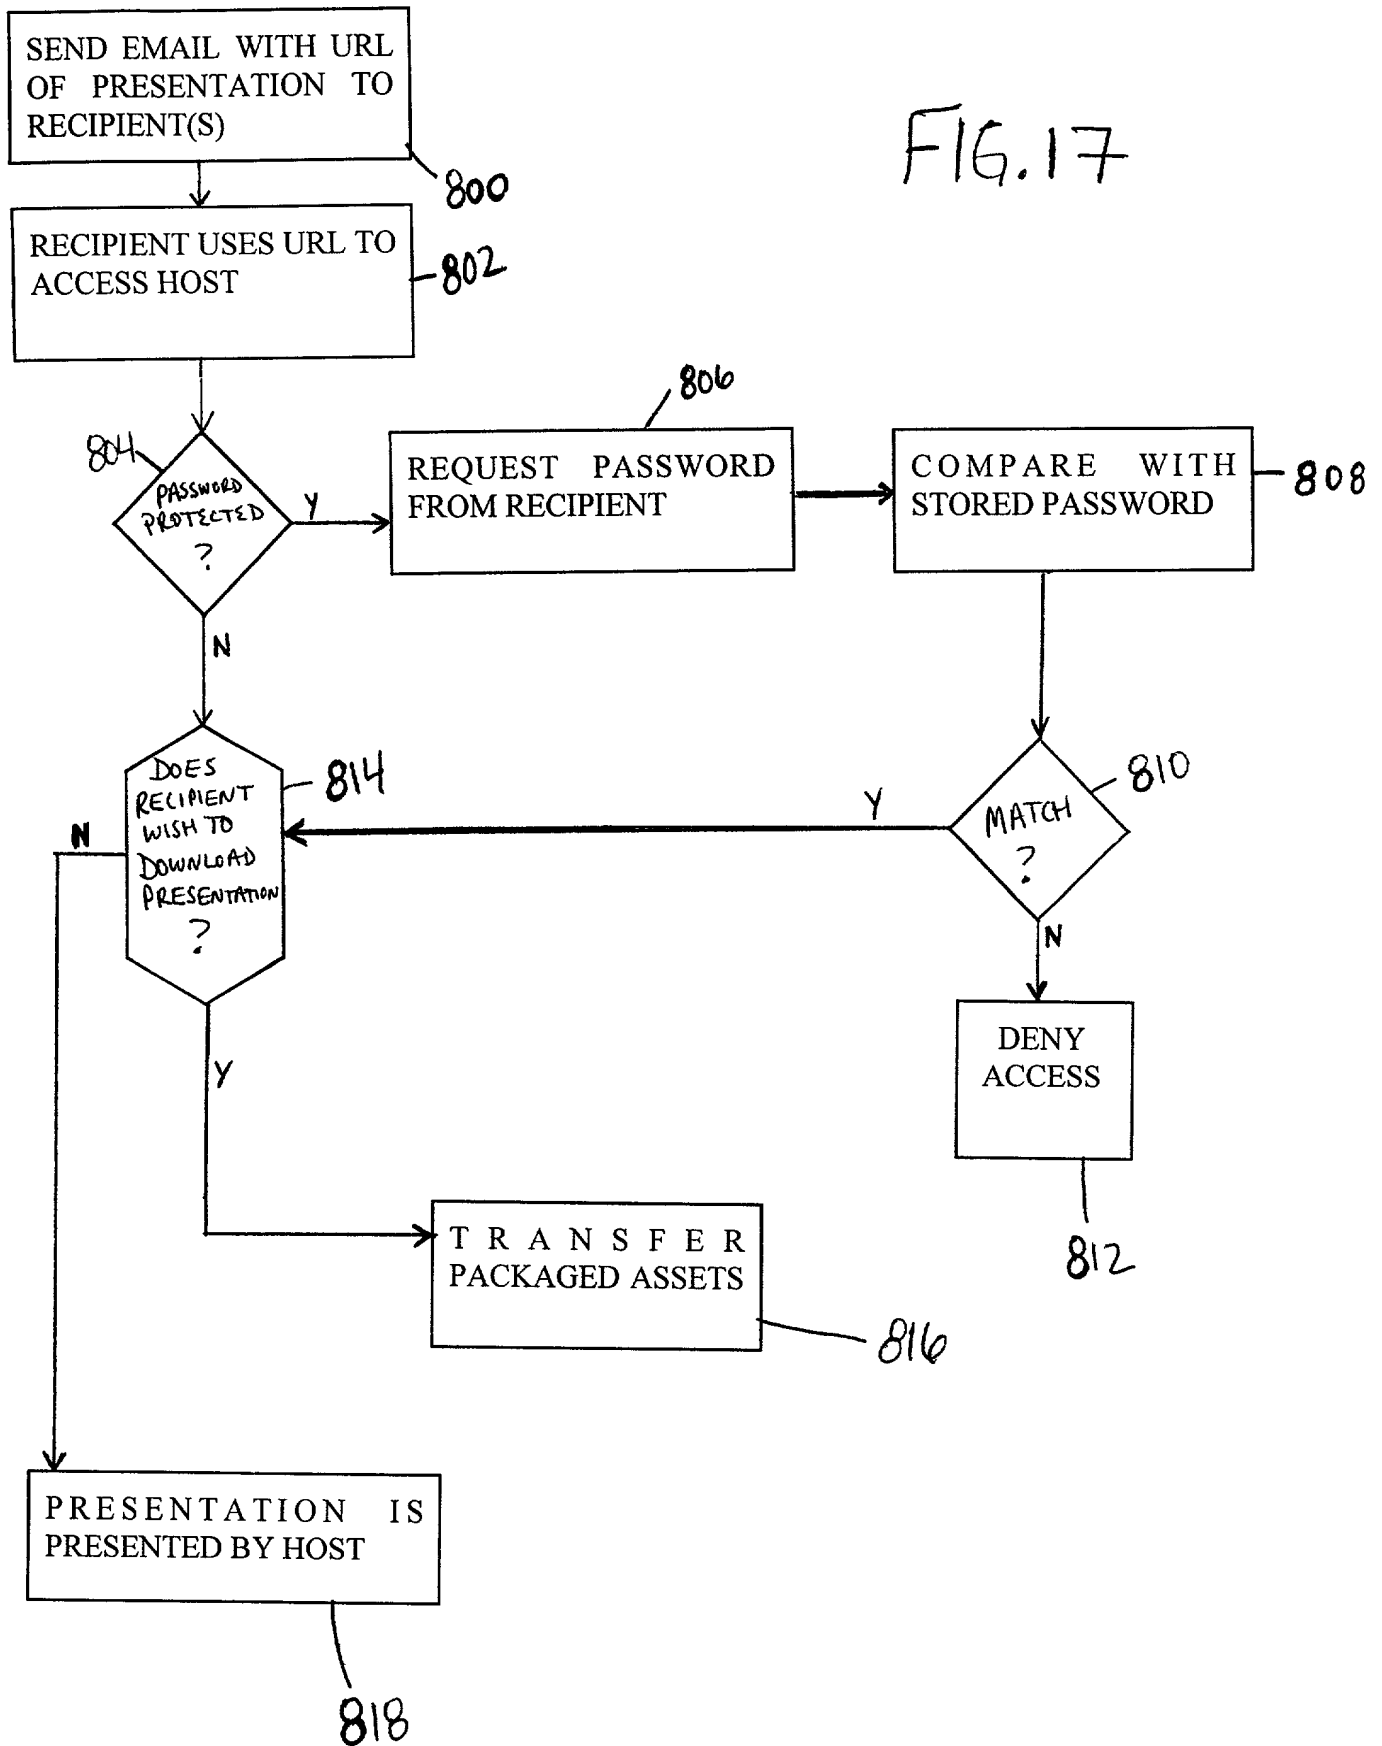 SEND EMAIL WITH URL
OF PRESENTATION TO
RECIPIENT(S)
800
FIG. 17
RECIPIENT USES URL TO
ACCESS HOST
802
804
PASSWORD
PROTECTED
?
Y
N
806
REQUEST PASSWORD
FROM RECIPIENT
COMPARE WITH
STORED PASSWORD
808
810
MATCH
?
Y
N
DENY
ACCESS
812
814
DOES
RECIPIENT
WISH TO
DOWNLOAD
PRESENTATION
?
N
Y
TRANSFER
PACKAGED ASSETS
816
PRESENTATION IS
PRESENTED BY HOST
818